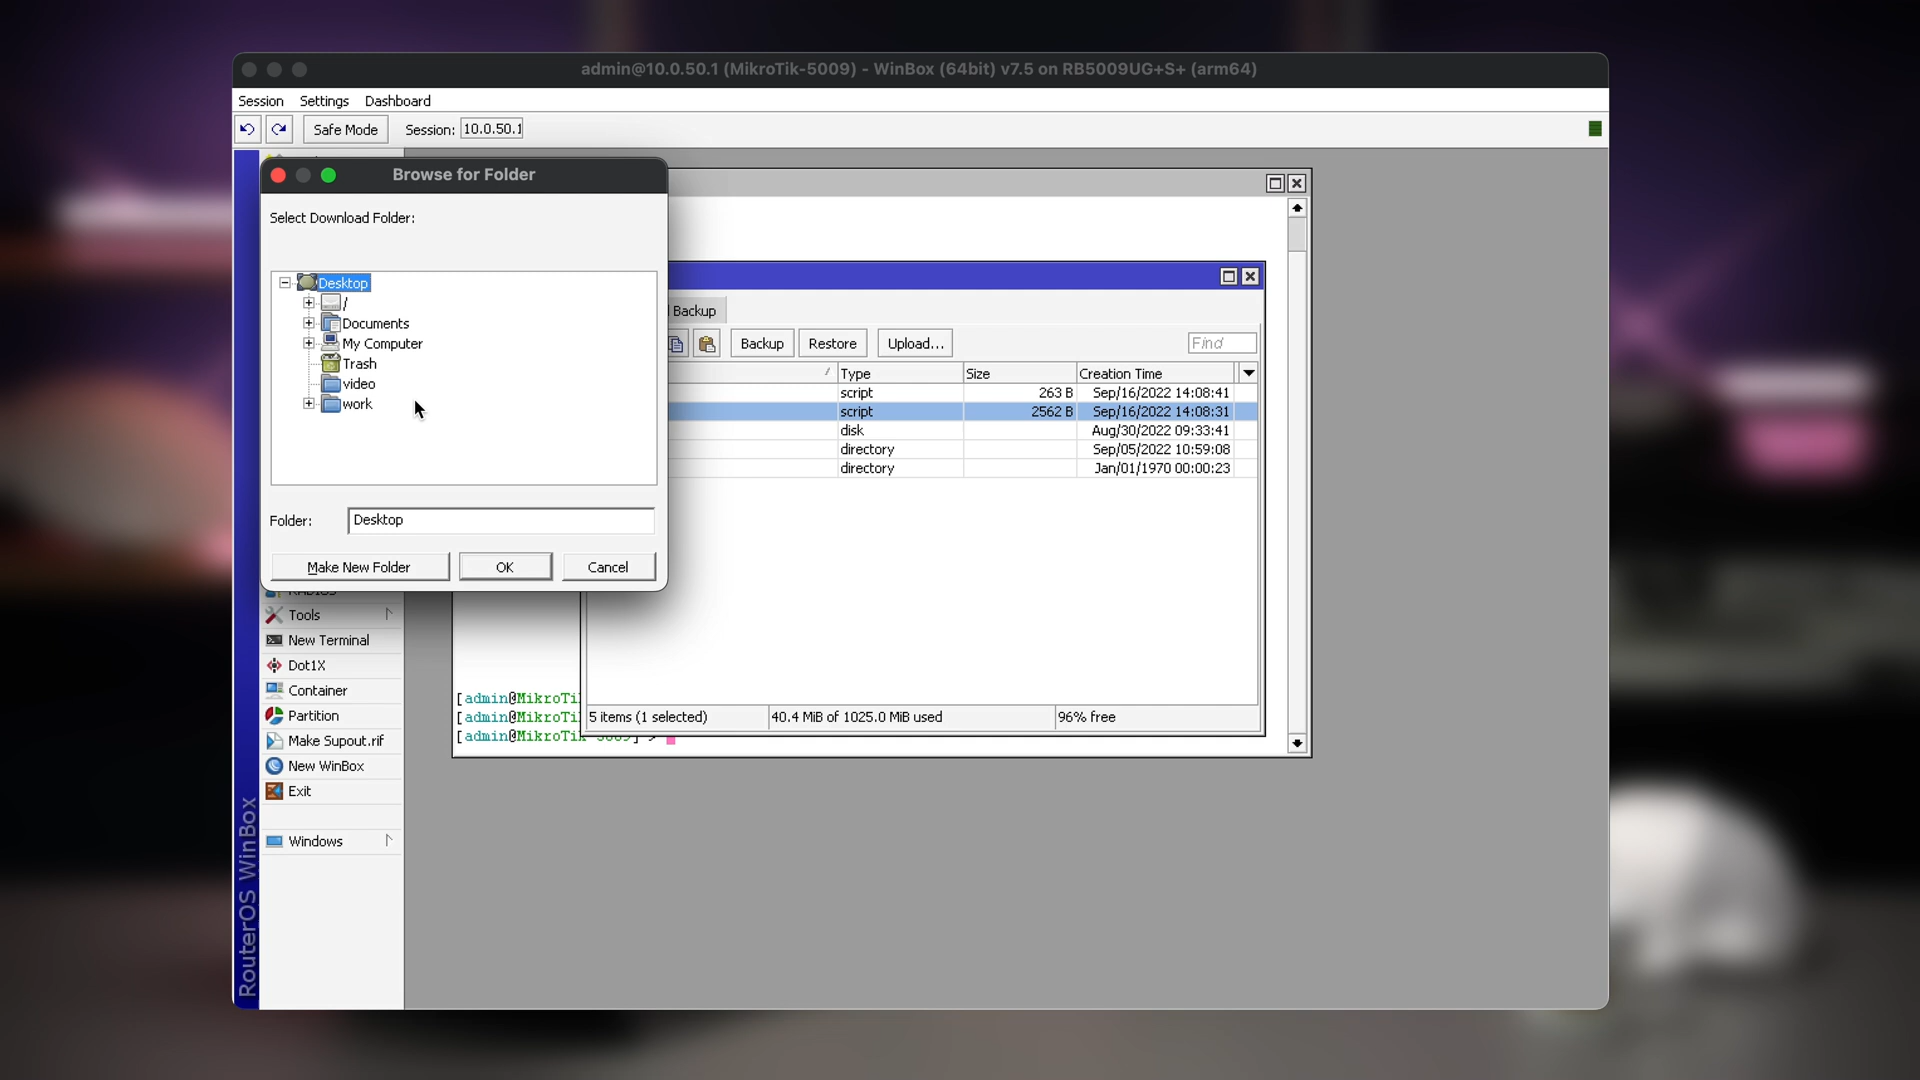 admin@10.0.50.1 (MikroTik-5009) - WinBox (64bit) v7.5 on RB5009UG+S+ (arm64)
Session Settings Dashboard
Safe Mode Session: 10.0.50.1
Browse for Folder
Select Download Folder:
Desktop
/
Documents
My Computer
Trash
video
work
Folder: Desktop
Make New Folder OK Cancel
Backup
Backup Restore Upload... Find
Type Size Creation Time
script 263 B Sep/16/2022 14:08:41
script 2562 B Sep/16/2022 14:08:31
disk Aug/30/2022 09:33:41
directory Sep/05/2022 10:59:08
directory Jan/01/1970 00:00:23
Tools
New Terminal
Dot1X
Container
Partition
Make Supout.rif
New WinBox
Exit
Windows
RouterOS WinBox
[admin@MikroTi
[admin@MikroTi
[admin@MikroTi
5 items (1 selected) 40.4 MiB of 1025.0 MiB used 96% free